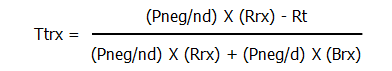 (Pneg/nd) X (Rrx) - Rt
Ttrx =
(Pneg/nd) X (Rrx) + (Pneg/d) X (Brx)